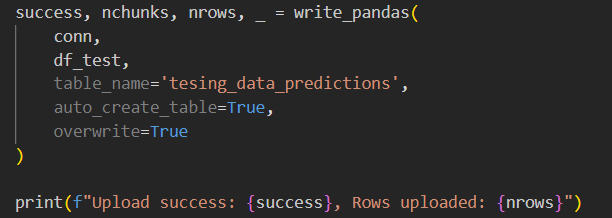 success, nchunks, nrows, _ = write_pandas(
    conn,
    df_test,
    table_name='tesing_data_predictions',
    auto_create_table=True,
    overwrite=True
)
print(f"Upload success: {success}, Rows uploaded: {nrows}")